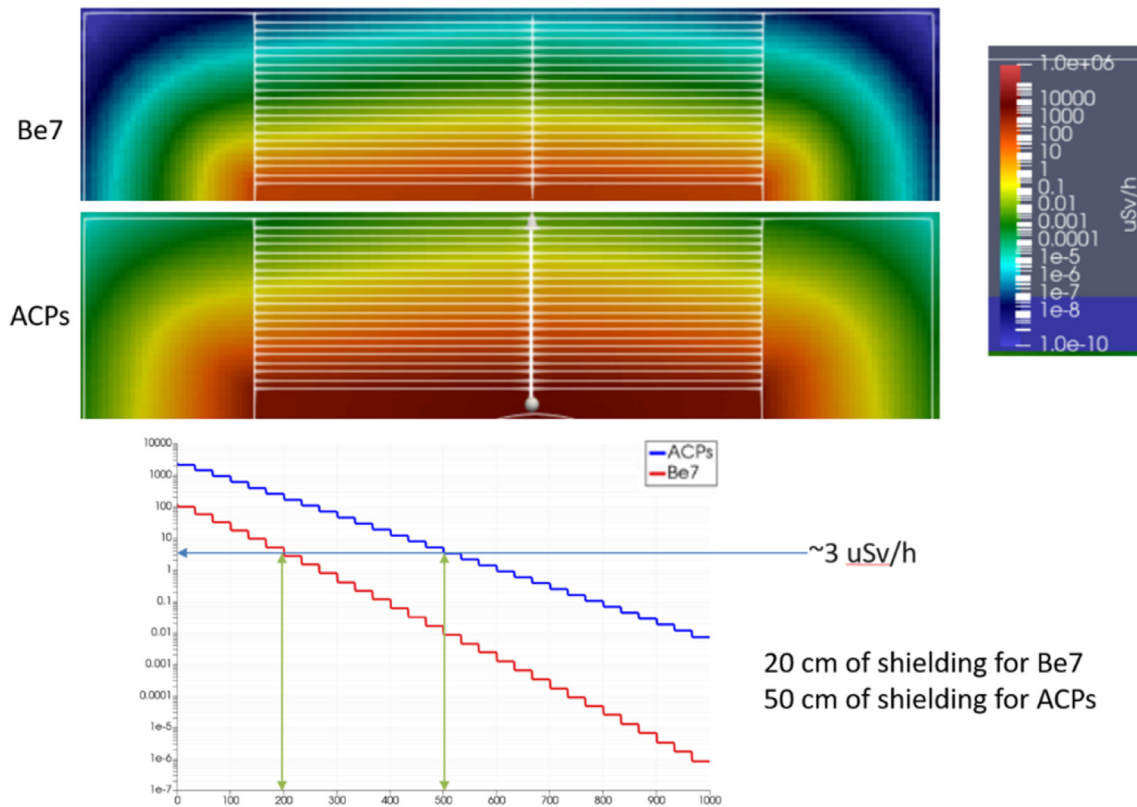 Be7
ACPs
1.0e+06
10000
1000
100
10
1
0.1
0.01
0.001
0.0001
1e-5
1e-6
1e-7
1e-8
1.0e-10
uSv/h
10000
1000
100
10
1
0.1
0.01
0.001
0.0001
1e-5
1e-6
1e-7
0 100 200 300 400 500 600 700 800 900 1000
ACPs
Be7
~3 uSv/h
20 cm of shielding for Be7
50 cm of shielding for ACPs